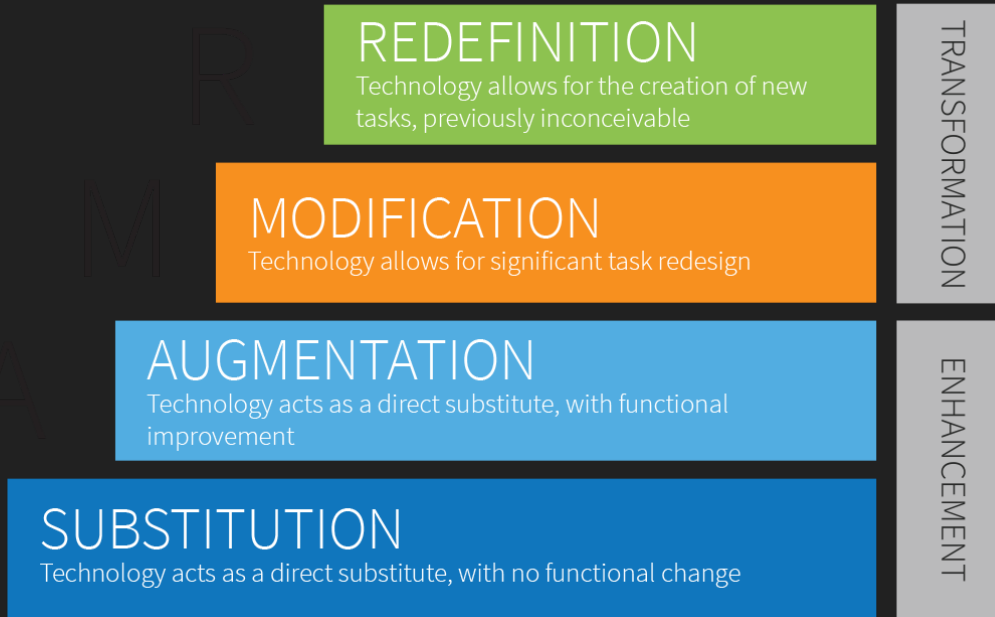 R
REDEFINITION
Technology allows for the creation of new
tasks, previously inconceivable
M
MODIFICATION
Technology allows for significant task redesign
TRANSFORMATION
A
AUGMENTATION
Technology acts as a direct substitute, with functional
improvement
SUBSTITUTION
Technology acts as a direct substitute, with no functional change
ENHANCEMENT